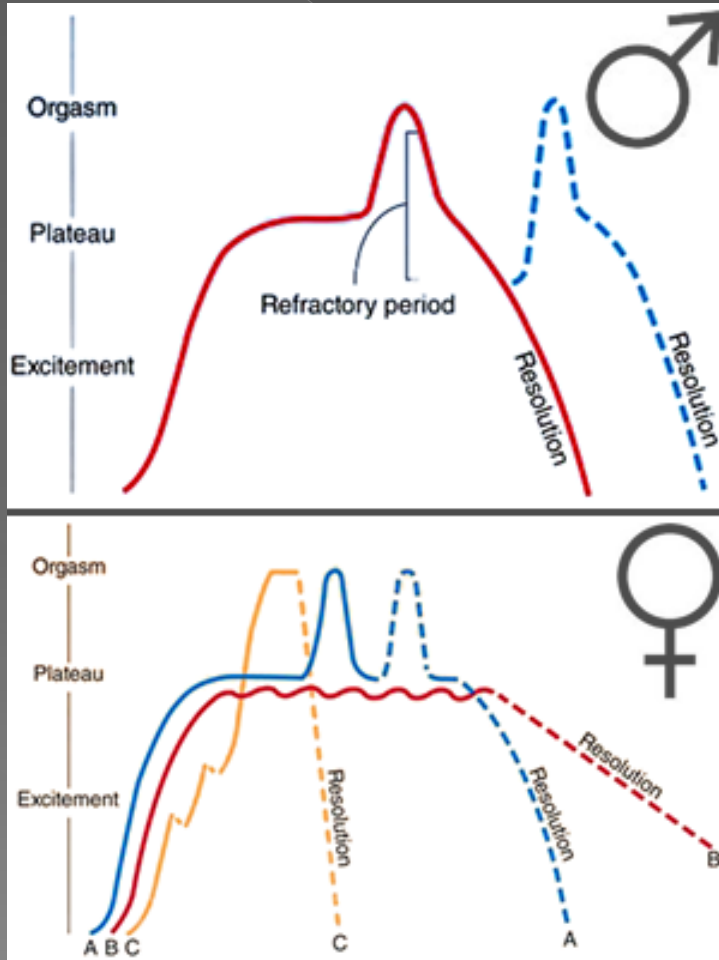 Orgasm
Plateau
Refractory period
Excitement
Resolution
Resolution
Orgasm
Plateau
Excitement
Resolution
Resolution
Resolution
A B C
C
A
B